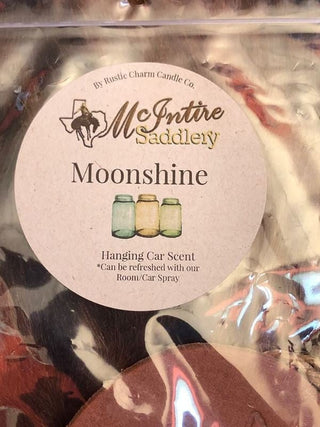 By Rustic Charm Candle Co.
McIntire
Saddlery
Moonshine
Hanging Car Scent
*Can be refreshed with our
Room/Car Spray